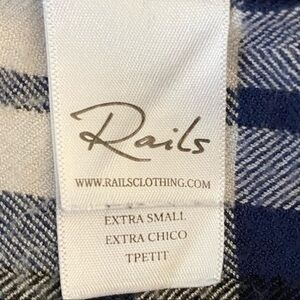 Rails
WWW.RAILSCLOTHING.COM
EXTRA SMALL
EXTRA CHICO
TPETIT